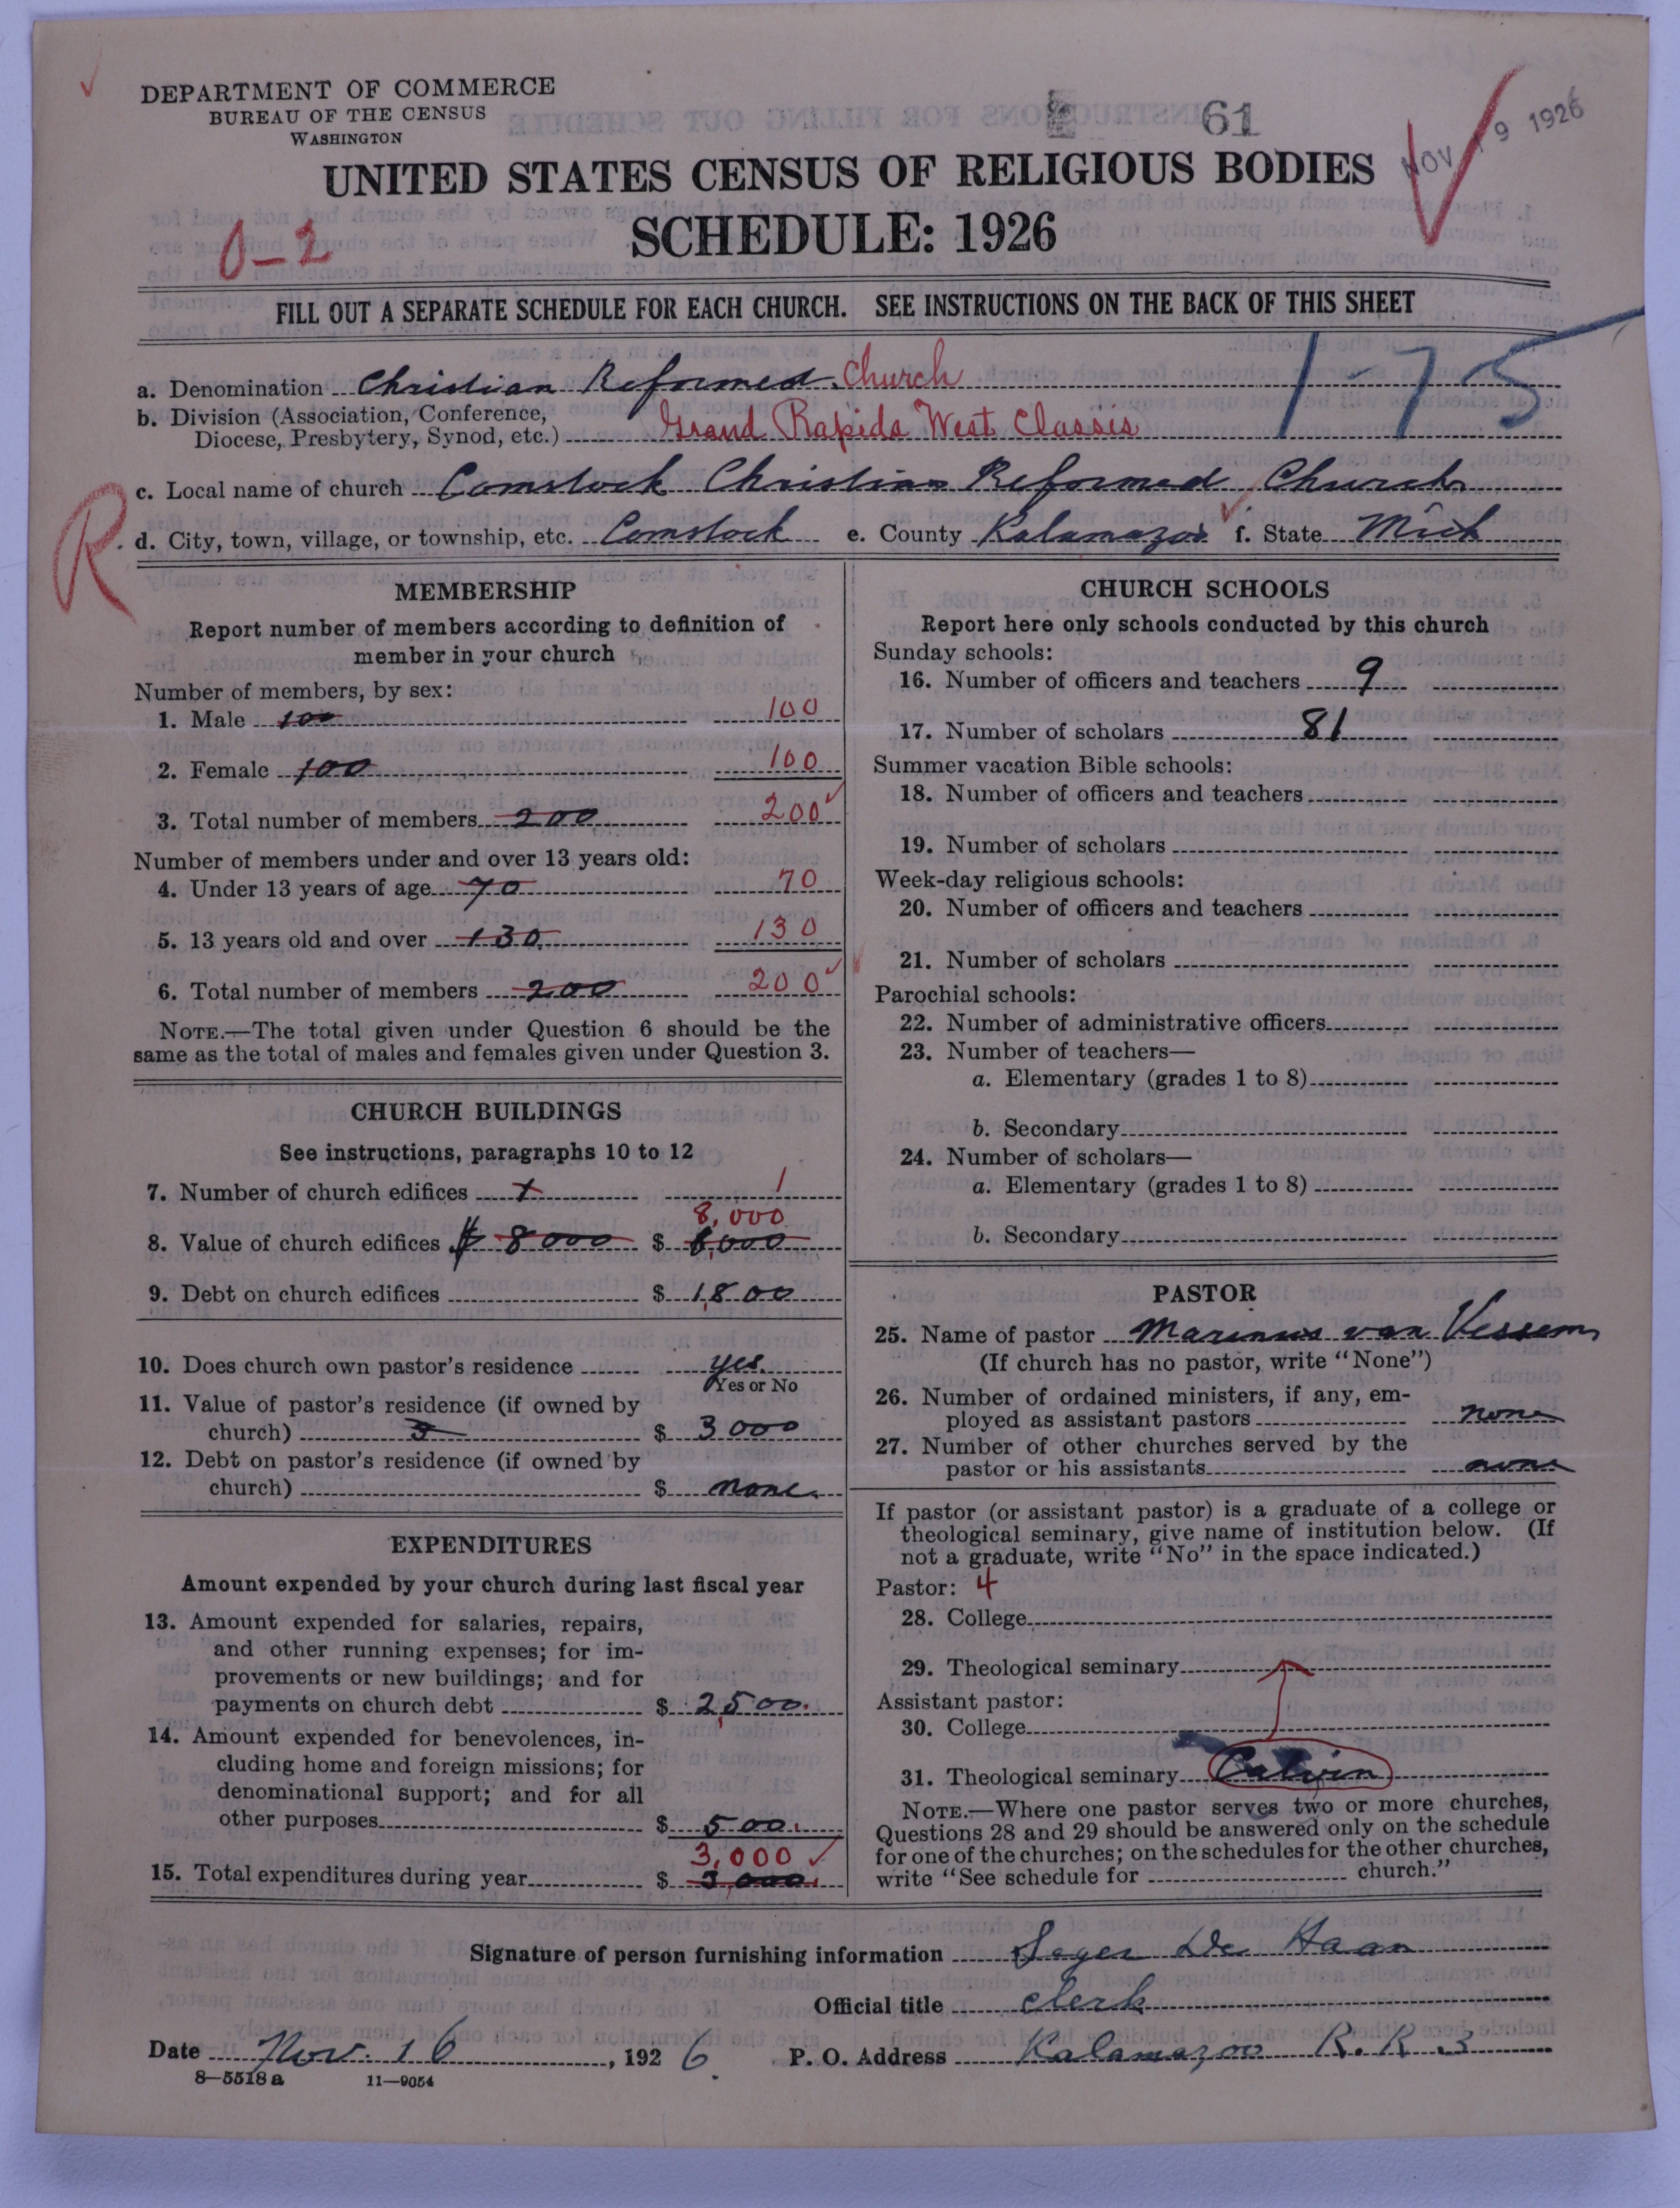 DEPARTMENT OF COMMERCE
BUREAU OF THE CENSUS
WASHINGTON
61
NOV 19 1926
UNITED STATES CENSUS OF RELIGIOUS BODIES
SCHEDULE: 1926
0-2
FILL OUT A SEPARATE SCHEDULE FOR EACH CHURCH. SEE INSTRUCTIONS ON THE BACK OF THIS SHEET
1-75
a. Denomination Christian Reformed Church
b. Division (Association, Conference,
Diocese, Presbytery, Synod, etc.) Grand Rapids West Classis
R
c. Local name of church Comstock Christian Reformed Church
d. City, town, village, or township, etc. Comstock e. County Kalamazoo f. State Mich
MEMBERSHIP
Report number of members according to definition of
member in your church
Number of members, by sex:
1. Male 100 100
2. Female 100 100
3. Total number of members 200 200
Number of members under and over 13 years old:
4. Under 13 years of age 70 70
5. 13 years old and over 130 130
6. Total number of members 200 200
NOTE.—The total given under Question 6 should be the
same as the total of males and females given under Question 3.
CHURCH BUILDINGS
See instructions, paragraphs 10 to 12
7. Number of church edifices 1 1
8,000
8. Value of church edifices $ 8000 $ 8,000
9. Debt on church edifices $ 1,800
10. Does church own pastor's residence yes
Yes or No
11. Value of pastor's residence (if owned by
church) 3 $ 3000
12. Debt on pastor's residence (if owned by
church) $ none
EXPENDITURES
Amount expended by your church during last fiscal year
13. Amount expended for salaries, repairs,
and other running expenses; for im-
provements or new buildings; and for
payments on church debt $ 2,500.
14. Amount expended for benevolences, in-
cluding home and foreign missions; for
denominational support; and for all
other purposes $ 500.
3,000
15. Total expenditures during year $ 3,000.
CHURCH SCHOOLS
Report here only schools conducted by this church
Sunday schools:
16. Number of officers and teachers 9
17. Number of scholars 81
Summer vacation Bible schools:
18. Number of officers and teachers
19. Number of scholars
Week-day religious schools:
20. Number of officers and teachers
21. Number of scholars
Parochial schools:
22. Number of administrative officers
23. Number of teachers—
a. Elementary (grades 1 to 8)
b. Secondary
24. Number of scholars—
a. Elementary (grades 1 to 8)
b. Secondary
PASTOR
25. Name of pastor Marinus van Vessem
(If church has no pastor, write "None")
26. Number of ordained ministers, if any, em-
ployed as assistant pastors none
27. Number of other churches served by the
pastor or his assistants none
If pastor (or assistant pastor) is a graduate of a college or
theological seminary, give name of institution below. (If
not a graduate, write "No" in the space indicated.)
Pastor: 4
28. College
29. Theological seminary
Assistant pastor:
30. College
31. Theological seminary Calvin
NOTE.—Where one pastor serves two or more churches,
Questions 28 and 29 should be answered only on the schedule
for one of the churches; on the schedules for the other churches,
write "See schedule for church."
Signature of person furnishing information Seger De Haan
Official title clerk
Date Nov. 16, 1926 P. O. Address Kalamazoo R.R 3
8—5518 a 11—9054